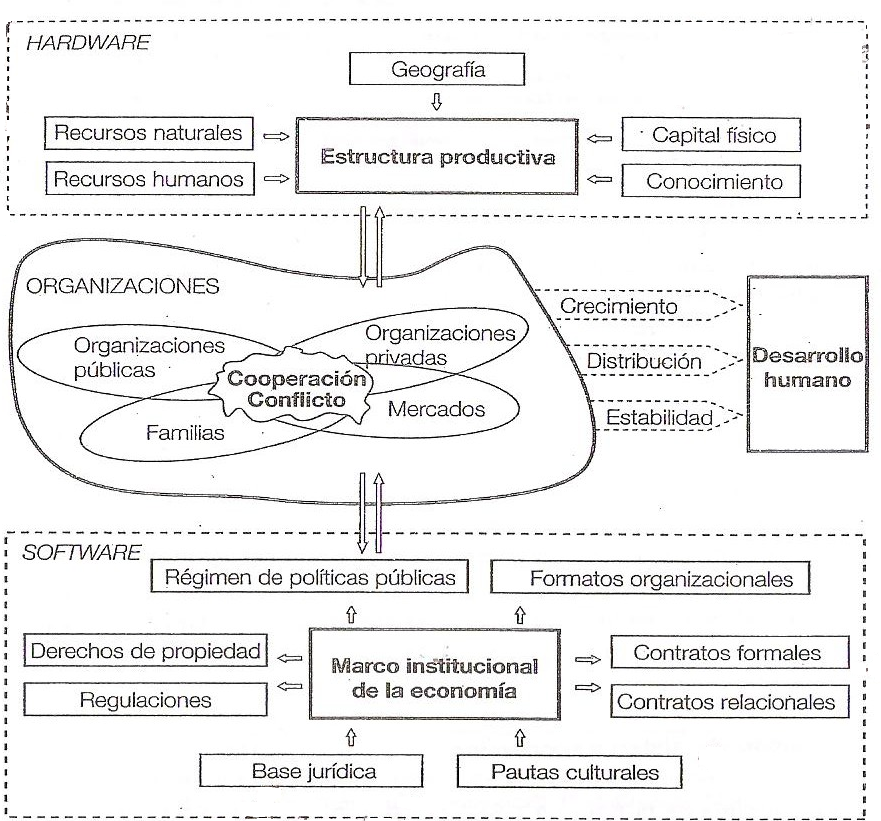 HARDWARE
Geografía
Recursos naturales
Estructura productiva
Capital físico
Recursos humanos
Conocimiento
ORGANIZACIONES
Organizaciones
públicas
Organizaciones
privadas
Cooperación
Conflicto
Familias
Mercados
Crecimiento
Distribución
Estabilidad
Desarrollo
humano
SOFTWARE
Régimen de políticas públicas
Formatos organizacionales
Derechos de propiedad
Marco institucional
de la economía
Contratos formales
Regulaciones
Contratos relacionales
Base jurídica
Pautas culturales